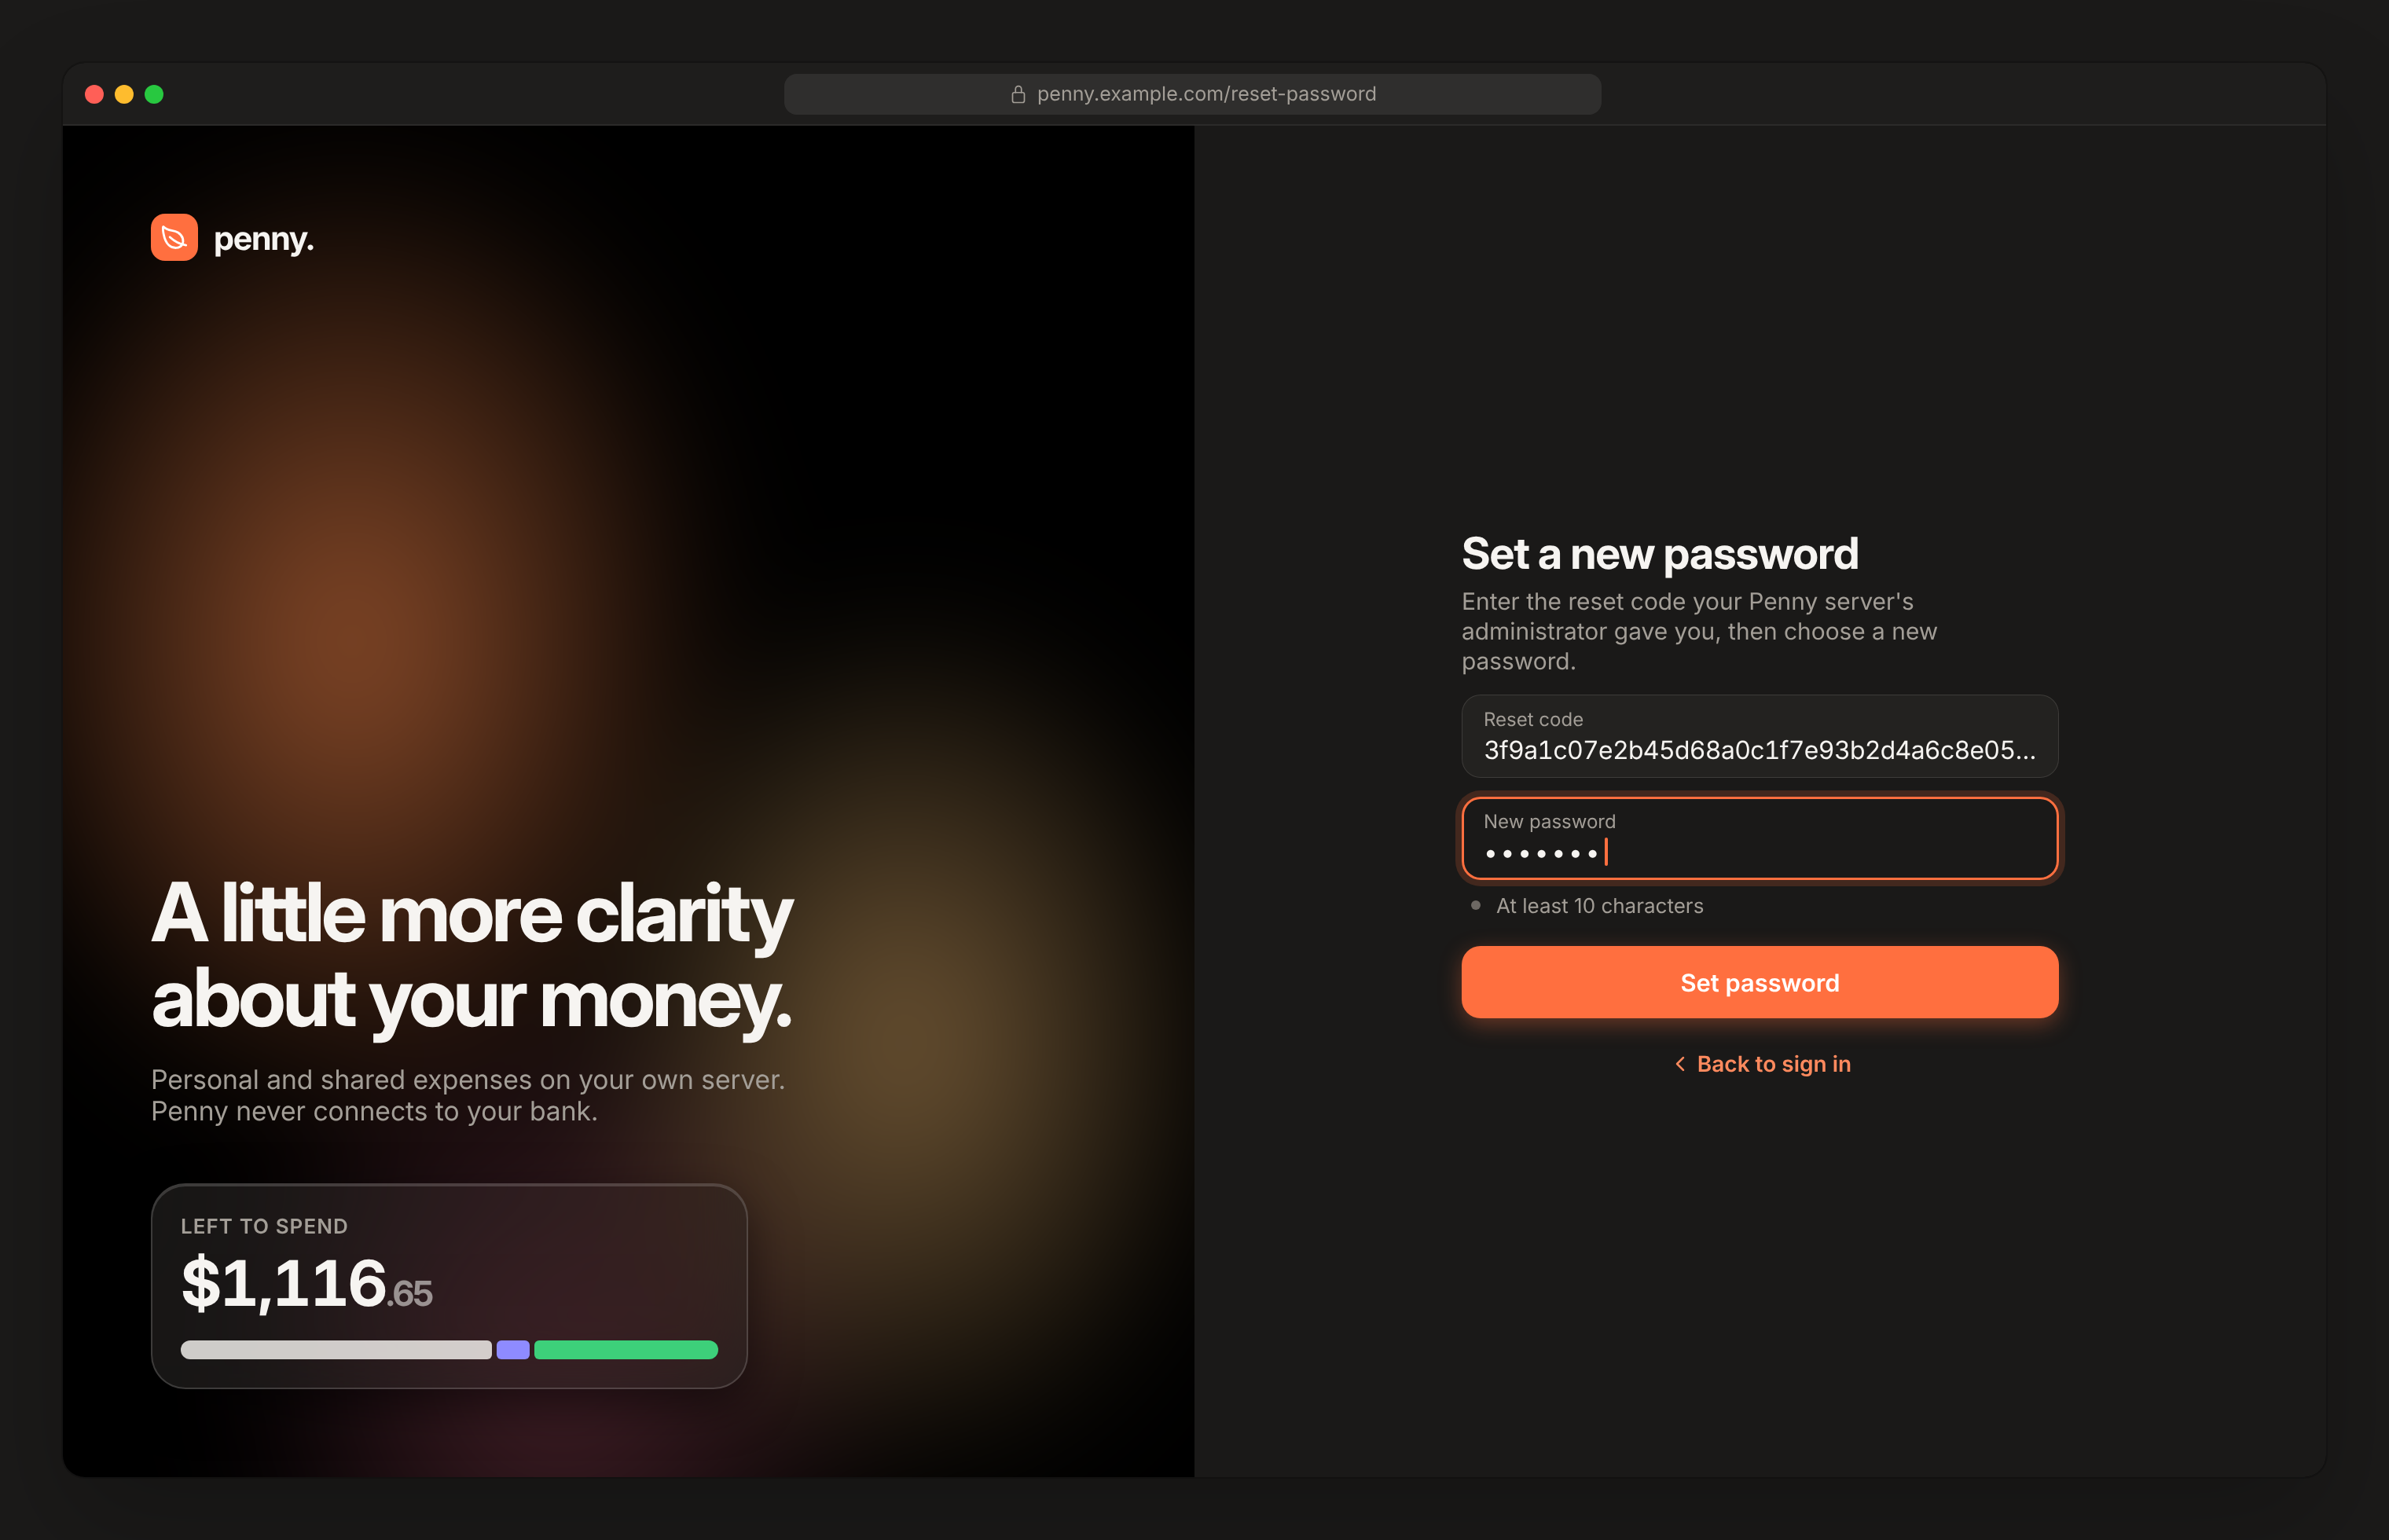 penny.example.com/reset-password
penny.
A little more clarity
about your money.
Personal and shared expenses on your own server.
Penny never connects to your bank.
LEFT TO SPEND
$1,116.65
Set a new password
Enter the reset code your Penny server's
administrator gave you, then choose a new
password.
Reset code
3f9a1c07e2b45d68a0c1f7e93b2d4a6c8e05...
New password
•••••••
At least 10 characters
Set password
Back to sign in